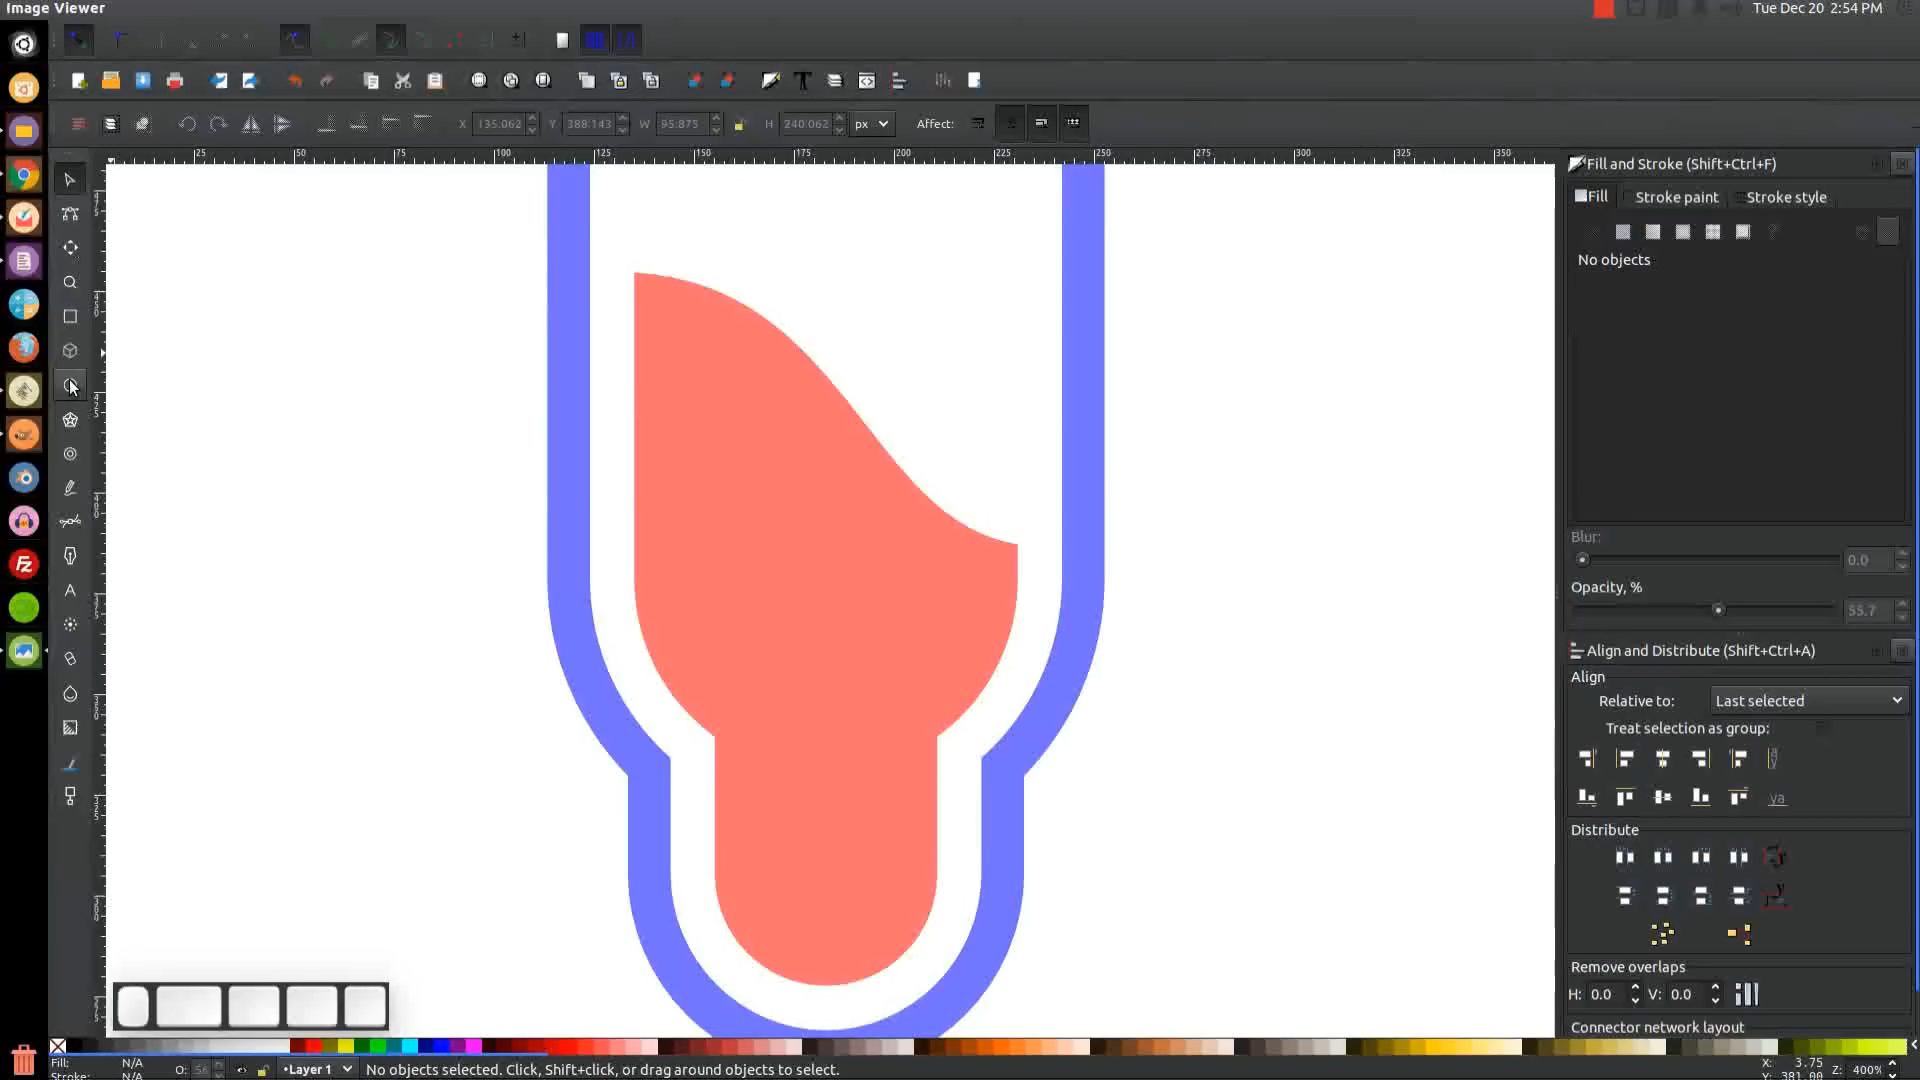 Image Viewer
Tue Dec 20 2:54 PM
X 135.062 Y 388.143 W 95.875 H 240.062 px Affect:
25 50 75 100 125 150 175 200 225 250 275 300 325 350
Fill and Stroke (Shift+Ctrl+F)
Fill Stroke paint Stroke style
No objects
Blur:
0.0
Opacity, %
55.7
Align and Distribute (Shift+Ctrl+A)
Align
Relative to: Last selected
Treat selection as group:
Distribute
Remove overlaps
H: 0.0 V: 0.0
Connector network layout
Fill: N/A
Stroke: N/A
O: 56
•Layer 1
No objects selected. Click, Shift+click, or drag around objects to select.
X: 3.75
Y: 381.00
Z: 400%